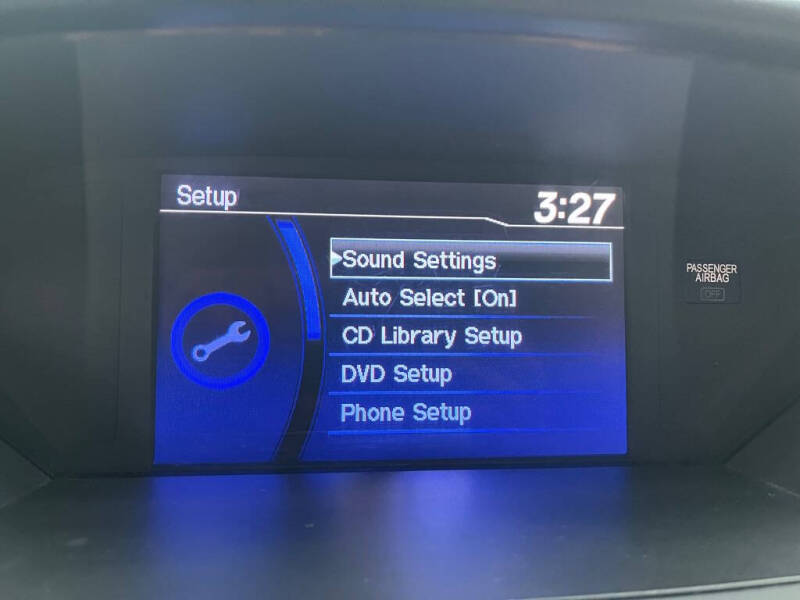 Setup
3:27
Sound Settings
Auto Select [On]
CD Library Setup
DVD Setup
Phone Setup
PASSENGER
AIRBAG
OFF